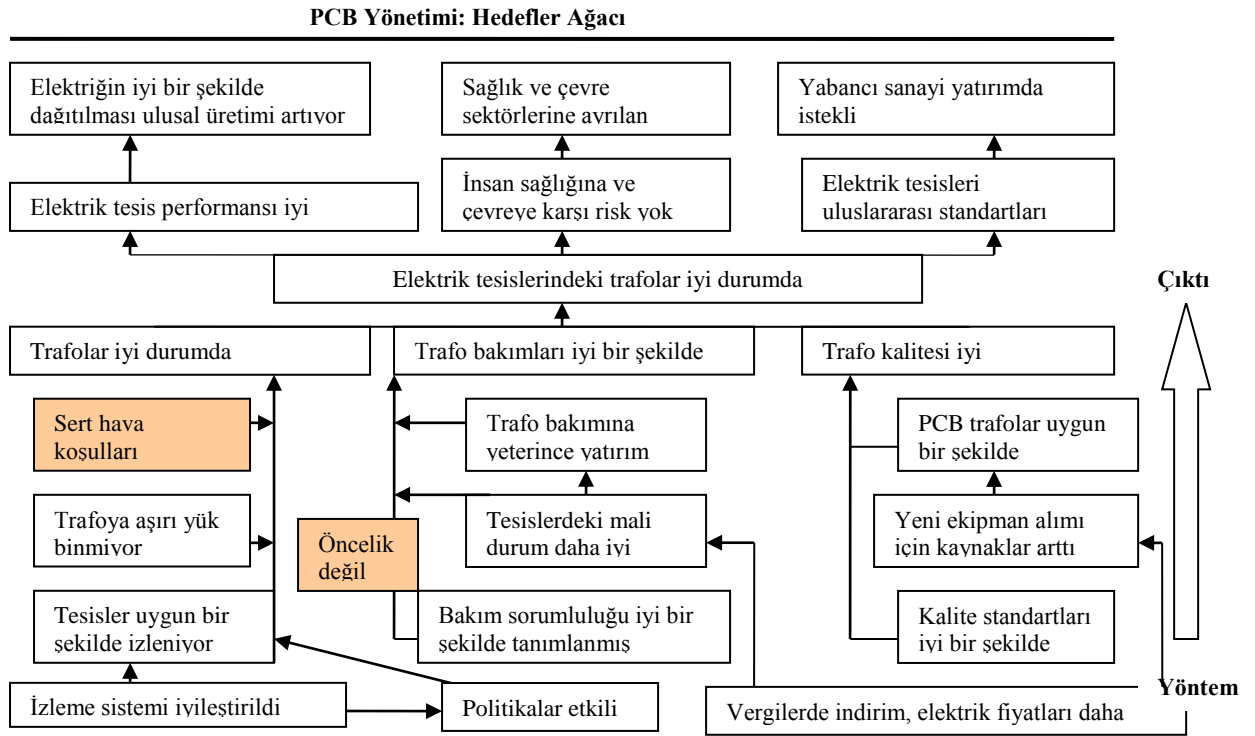 PCB Yönetimi: Hedefler Ağacı
Elektriğin iyi bir şekilde
dağıtılması ulusal üretimi artıyor
Sağlık ve çevre
sektörlerine ayrılan
Yabancı sanayi yatırımda
istekli
Elektrik tesis performansı iyi
İnsan sağlığına ve
çevreye karşı risk yok
Elektrik tesisleri
uluslararası standartları
Elektrik tesislerindeki trafolar iyi durumda
Çıktı
Trafolar iyi durumda
Trafo bakımları iyi bir şekilde
Trafo kalitesi iyi
Sert hava
koşulları
Trafo bakımına
yeterince yatırım
PCB trafolar uygun
bir şekilde
Trafoya aşırı yük
binmiyor
Öncelik
değil
Tesislerdeki mali
durum daha iyi
Yeni ekipman alımı
için kaynaklar arttı
Tesisler uygun bir
şekilde izleniyor
Bakım sorumluluğu iyi bir
şekilde tanımlanmış
Kalite standartları
iyi bir şekilde
Yöntem
İzleme sistemi iyileştirildi
Politikalar etkili
Vergilerde indirim, elektrik fiyatları daha